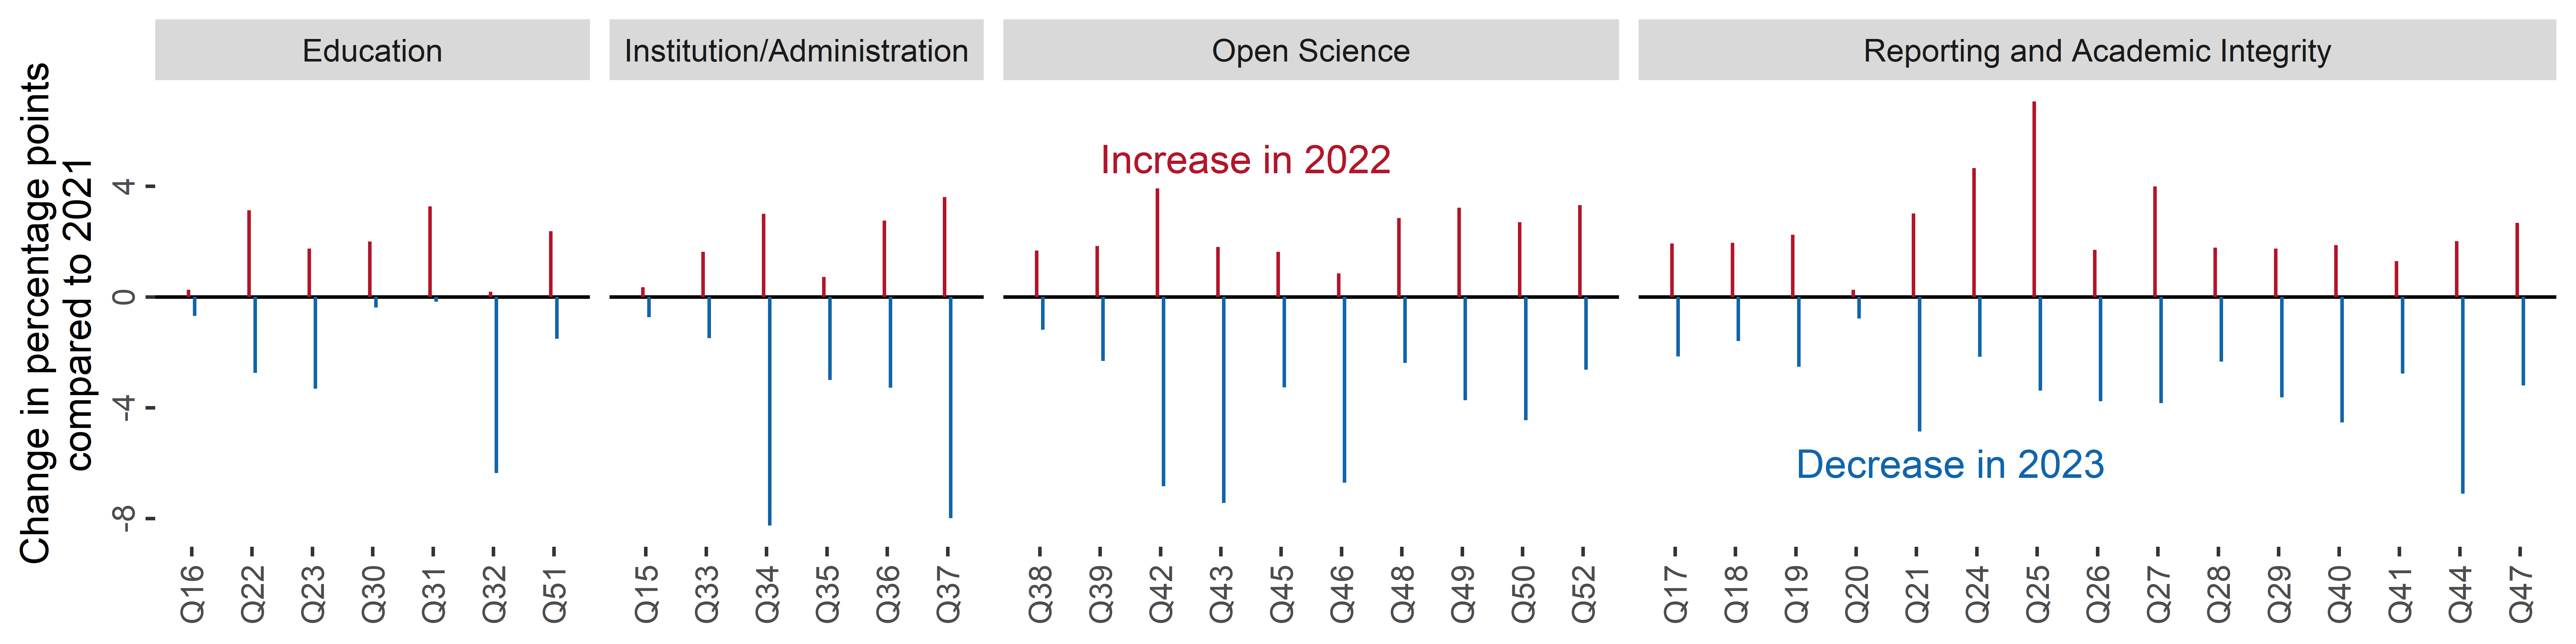 Education
Institution/Administration
Open Science
Reporting and Academic Integrity
Change in percentage points
compared to 2021
4
0
-4
-8
Increase in 2022
Decrease in 2023
Q16
Q22
Q23
Q30
Q31
Q32
Q51
Q15
Q33
Q34
Q35
Q36
Q37
Q38
Q39
Q42
Q43
Q45
Q46
Q48
Q49
Q50
Q52
Q17
Q18
Q19
Q20
Q21
Q24
Q25
Q26
Q27
Q28
Q29
Q40
Q41
Q44
Q47